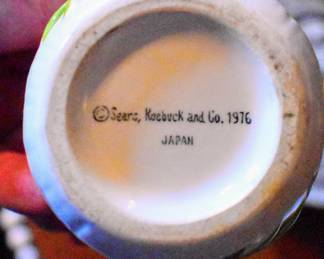 ©Sears, Roebuck and Co. 1976
JAPAN